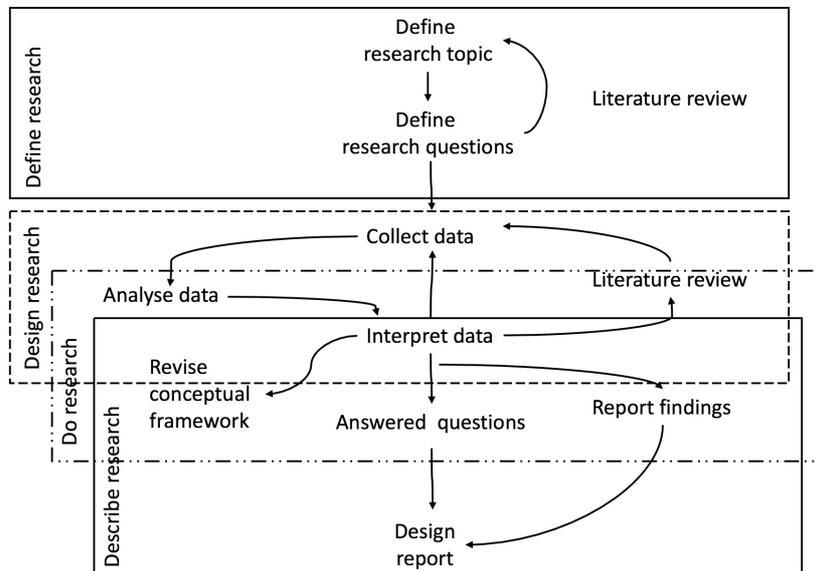 Define
research topic
Define research
Literature review
Define
research questions
Collect data
Design research
Literature review
Analyse data
Interpret data
Do research
Revise
conceptual
framework
Report findings
Answered  questions
Describe research
Design
report